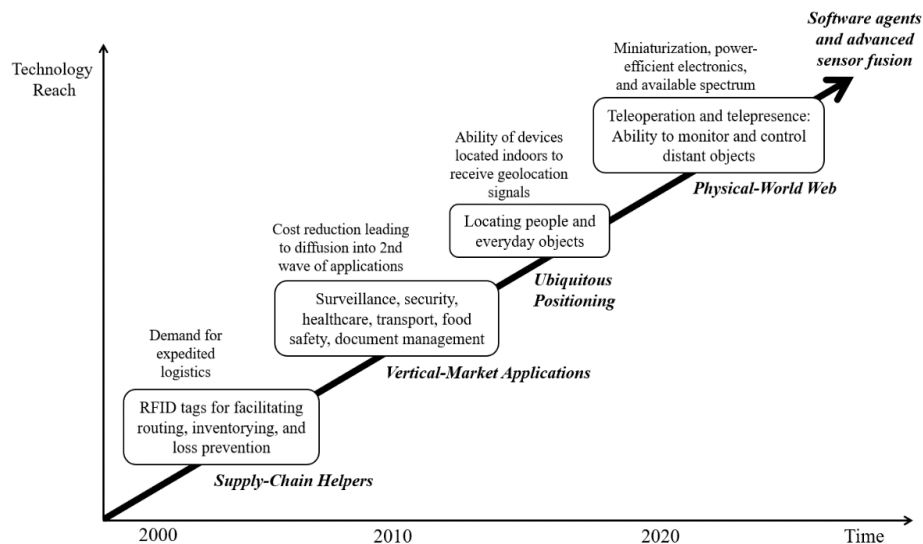 Software agents
and advanced
sensor fusion
Technology
Reach
Miniaturization, power-
efficient electronics,
and available spectrum
Teleoperation and telepresence:
Ability to monitor and control
distant objects
Physical-World Web
Ability of devices
located indoors to
receive geolocation
signals
Locating people and
everyday objects
Ubiquitous
Positioning
Cost reduction leading
to diffusion into 2nd
wave of applications
Surveillance, security,
healthcare, transport, food
safety, document management
Vertical-Market Applications
Demand for
expedited
logistics
RFID tags for facilitating
routing, inventorying, and
loss prevention
Supply-Chain Helpers
2000
2010
2020
Time